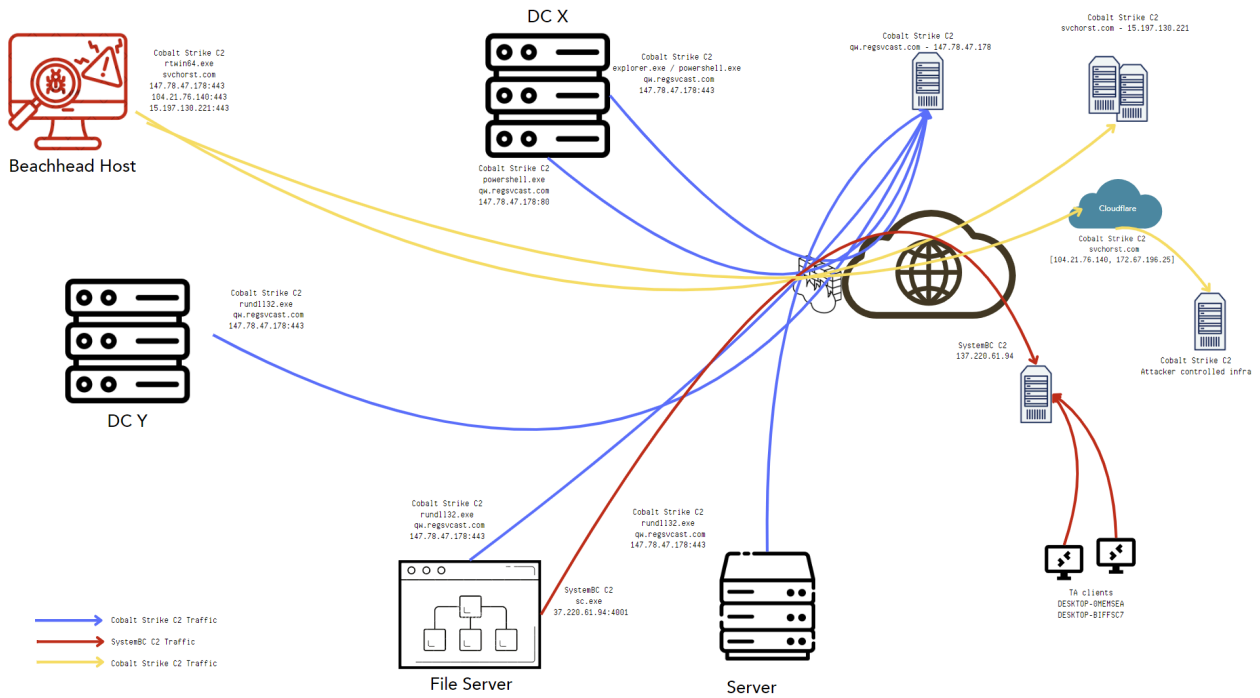 DC X
Cobalt Strike C2
rtwin64.exe
svchorst.com
147.78.47.178:443
104.21.76.140:443
15.197.130.221:443
Beachhead Host
Cobalt Strike C2
explorer.exe / powershell.exe
qw.regsvcast.com
147.78.47.178:443
Cobalt Strike C2
powershell.exe
qw.regsvcast.com
147.78.47.178:80
Cobalt Strike C2
qw.regsvcast.com - 147.78.47.178
Cobalt Strike C2
svchorst.com - 15.197.130.221
Cloudflare
Cobalt Strike C2
svchorst.com
[104.21.76.140, 172.67.196.25]
Cobalt Strike C2
Attacker controlled infra
Cobalt Strike C2
rundll32.exe
qw.regsvcast.com
147.78.47.178:443
DC Y
SystemBC C2
137.220.61.94
Cobalt Strike C2
rundll32.exe
qw.regsvcast.com
147.78.47.178:443
File Server
SystemBC C2
sc.exe
37.220.61.94:4001
Cobalt Strike C2
rundll32.exe
qw.regsvcast.com
147.78.47.178:443
Server
TA clients
DESKTOP-0MEMSEA
DESKTOP-BIFFSC7
Cobalt Strike C2 Traffic
SystemBC C2 Traffic
Cobalt Strike C2 Traffic